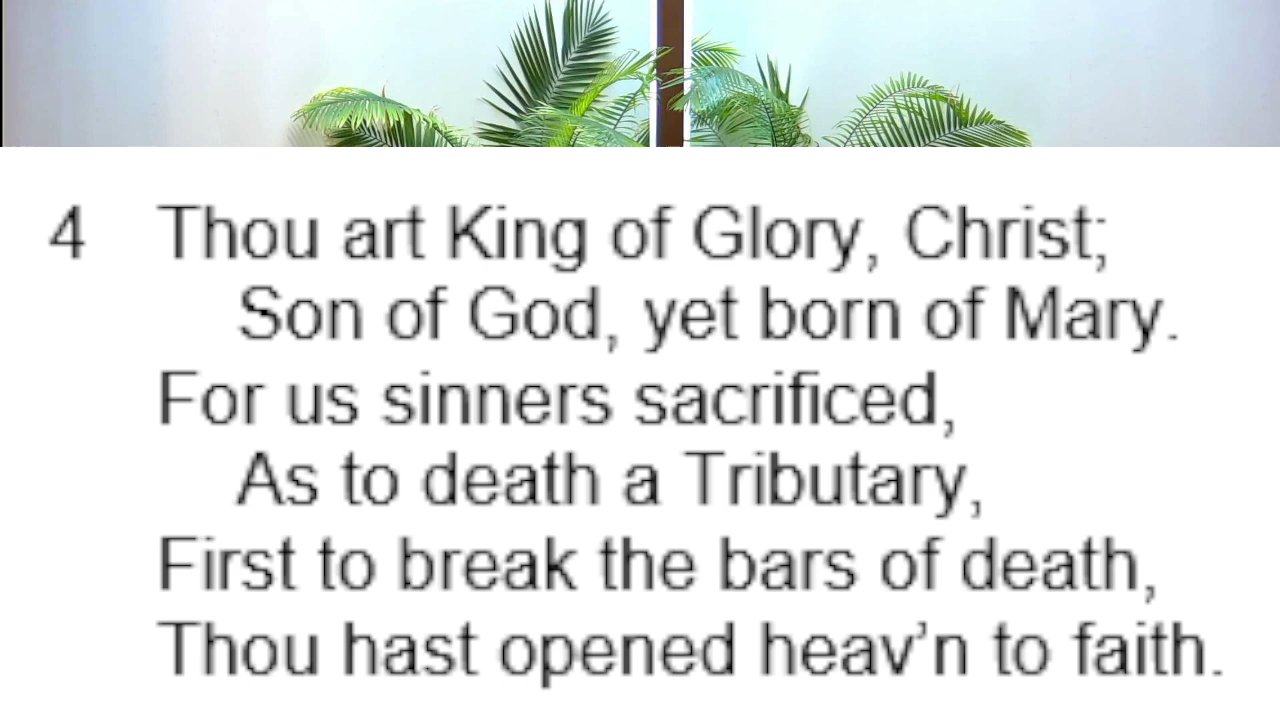 4 Thou art King of Glory, Christ;
Son of God, yet born of Mary.
For us sinners sacrificed,
As to death a Tributary,
First to break the bars of death,
Thou hast opened heav’n to faith.